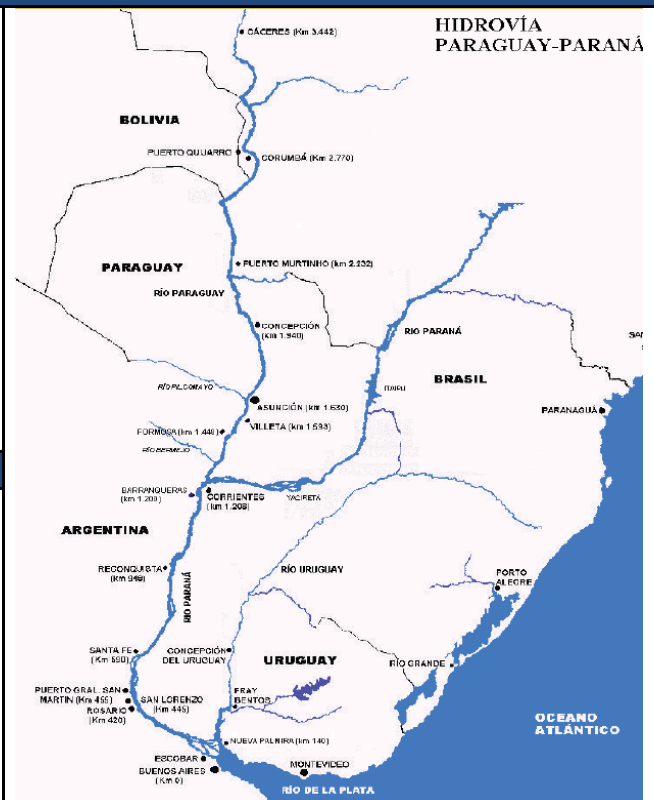 HIDROVÍA
PARAGUAY-PARANÁ
CÁCERES (Km 3.442)
BOLIVIA
PUERTO QUIJARRO
CORUMBÁ (Km 2.770)
PARAGUAY
PUERTO MURTINHO (km 2.232)
RÍO PARAGUAY
CONCEPCIÓN
(Km 1.940)
RIO PARANÁ
RÍO PILCOMAYO
ITAIPU
BRASIL
ASUNCIÓN (km 1.630)
PARANAGUÁ
VILLETA (km 1.593)
FORMOSA (km 1.448)
RÍO BERMEJO
BARRANQUERAS
(km 1.200)
CORRIENTES
(km 1.208)
YACIRETÁ
ARGENTINA
RECONQUISTA
(Km 949)
RÍO URUGUAY
PORTO
ALEGRE
RIO PARANÁ
SANTA FE
(Km 590)
CONCEPCIÓN
DEL URUGUAY
URUGUAY
RÍO GRANDE
PUERTO GRAL. SAN
MARTIN (Km 455)
SAN LORENZO
(Km 445)
ROSARIO
(Km 420)
FRAY
BENTOS
OCEANO
ATLÁNTICO
NUEVA PALMIRA (km 140)
ESCOBAR
BUENOS AIRES
(Km 0)
MONTEVIDEO
RÍO DE LA PLATA